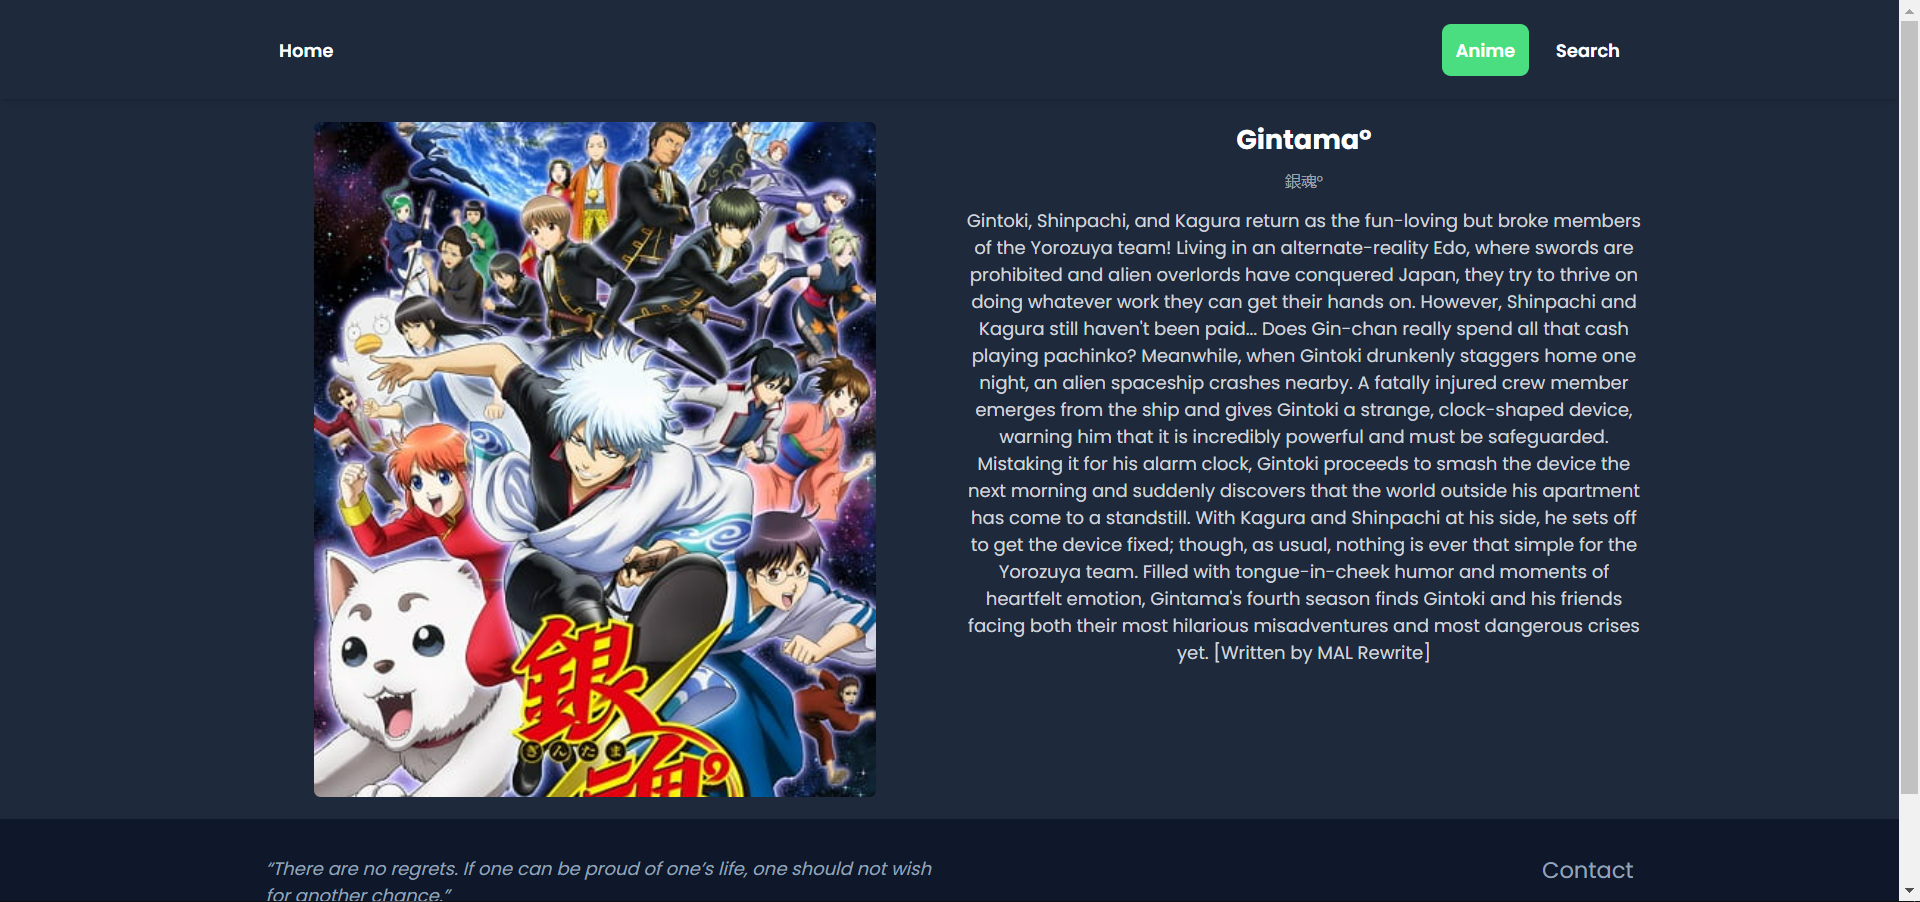 Home
Anime
Search
Gintama°
銀魂°
Gintoki, Shinpachi, and Kagura return as the fun-loving but broke members
of the Yorozuya team! Living in an alternate-reality Edo, where swords are
prohibited and alien overlords have conquered Japan, they try to thrive on
doing whatever work they can get their hands on. However, Shinpachi and
Kagura still haven't been paid... Does Gin-chan really spend all that cash
playing pachinko? Meanwhile, when Gintoki drunkenly staggers home one
night, an alien spaceship crashes nearby. A fatally injured crew member
emerges from the ship and gives Gintoki a strange, clock-shaped device,
warning him that it is incredibly powerful and must be safeguarded.
Mistaking it for his alarm clock, Gintoki proceeds to smash the device the
next morning and suddenly discovers that the world outside his apartment
has come to a standstill. With Kagura and Shinpachi at his side, he sets off
to get the device fixed; though, as usual, nothing is ever that simple for the
Yorozuya team. Filled with tongue-in-cheek humor and moments of
heartfelt emotion, Gintama's fourth season finds Gintoki and his friends
facing both their most hilarious misadventures and most dangerous crises
yet. [Written by MAL Rewrite]
銀
ぎんたま
魂°
“There are no regrets. If one can be proud of one’s life, one should not wish
for another chance.”
Contact